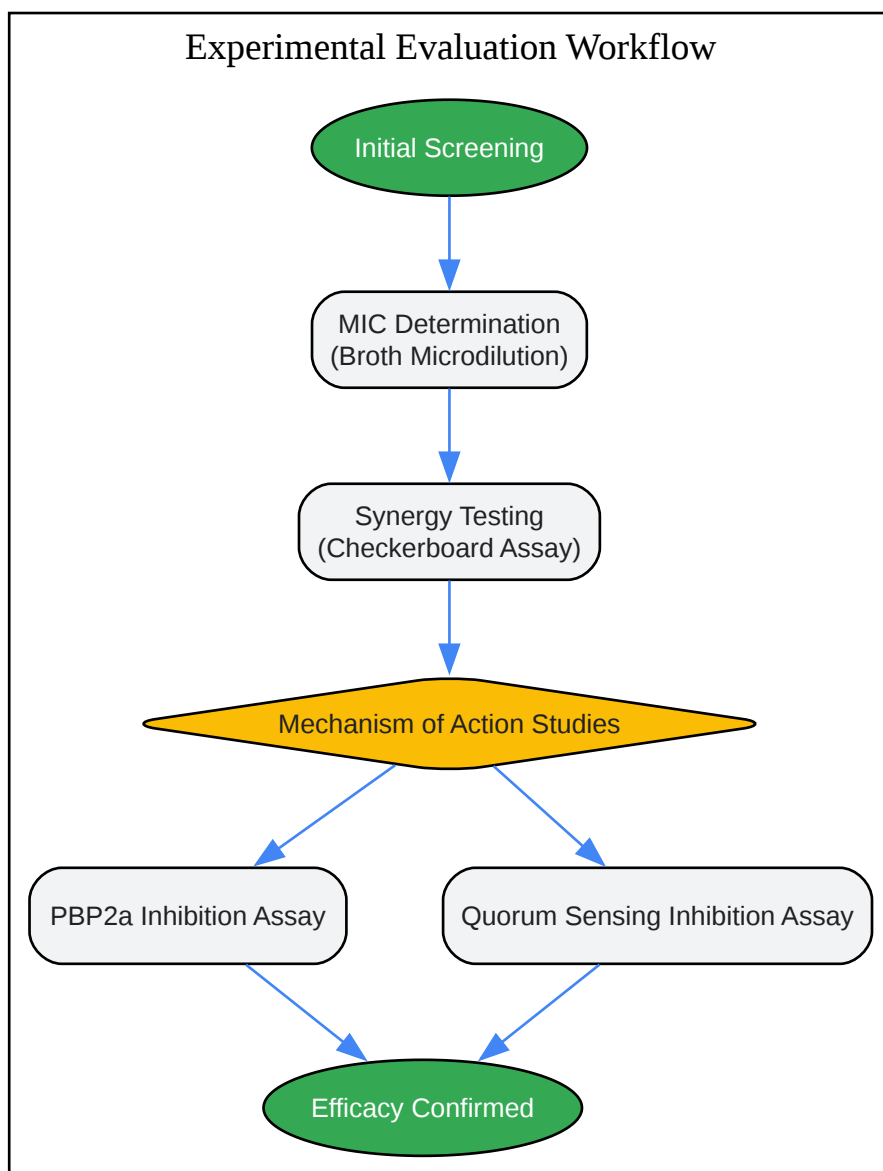 Experimental Evaluation Workflow
Initial Screening
MIC Determination
(Broth Microdilution)
Synergy Testing
(Checkerboard Assay)
Mechanism of Action Studies
PBP2a Inhibition Assay
Quorum Sensing Inhibition Assay
Efficacy Confirmed